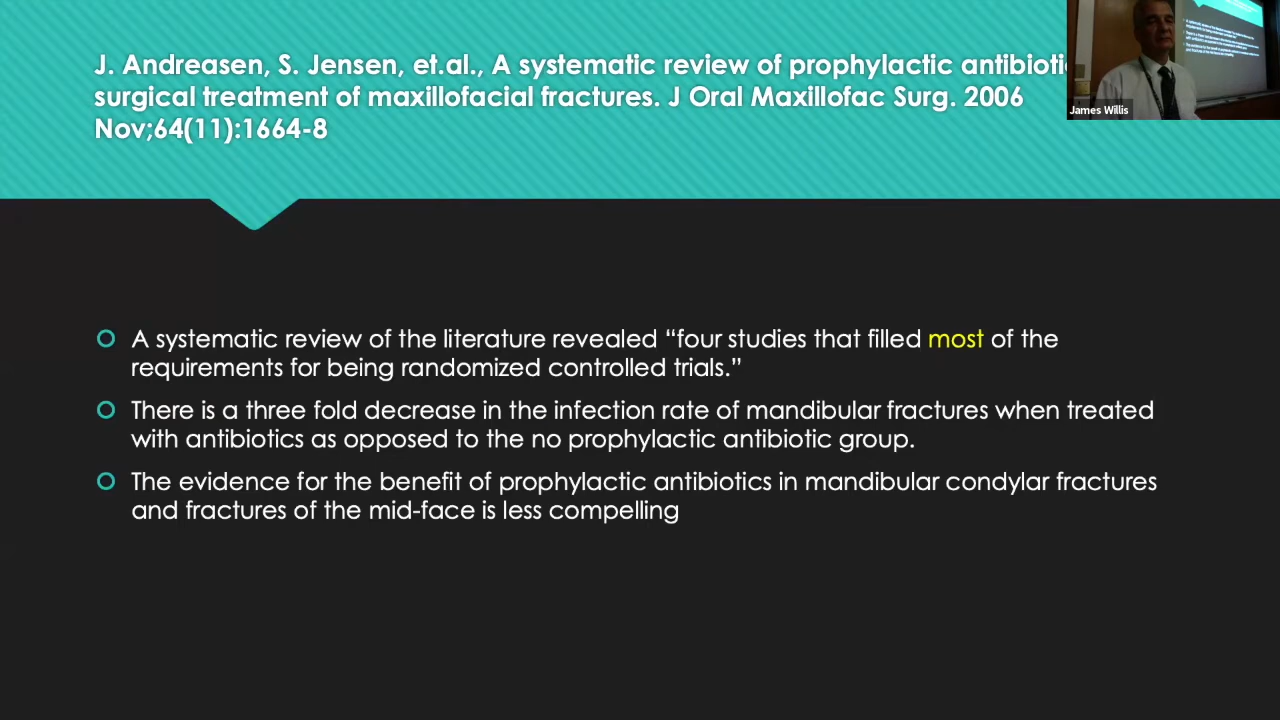 J. Andreasen, S. Jensen, et.al., A systematic review of prophylactic
surgical treatment of maxillofacial fractures. J Oral Maxillofac Surg. 2006
Nov;64(11):1664-8
James Willis
A systematic review of the literature revealed “four studies that filled most of the
requirements for being randomized controlled trials.”
There is a three fold decrease in the infection rate of mandibular fractures when treated
with antibiotics as opposed to the no prophylactic antibiotic group.
The evidence for the benefit of prophylactic antibiotics in mandibular condylar fractures
and fractures of the mid-face is less compelling